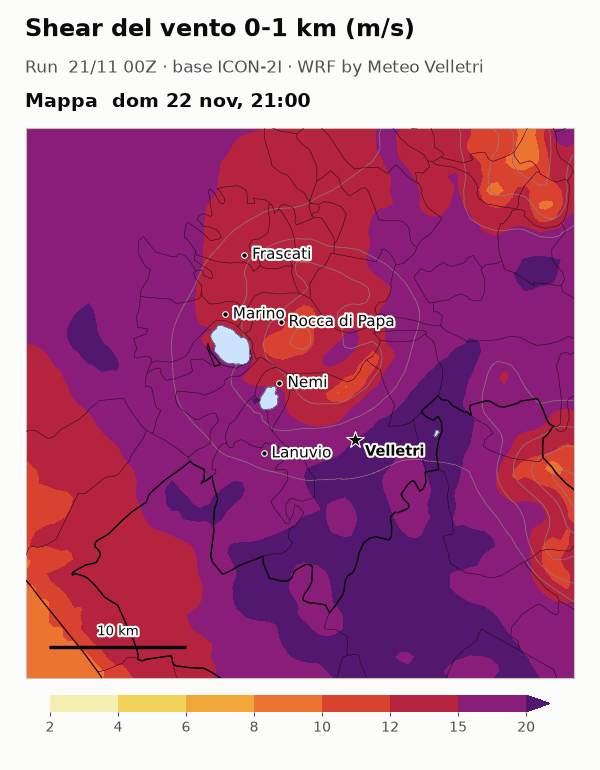 Shear del vento 0-1 km (m/s)
Run  21/11 00Z · base ICON-2I · WRF by Meteo Velletri
Mappa  dom 22 nov, 21:00
Frascati
Marino
Rocca di Papa
Nemi
Velletri
Lanuvio
10 km
2 4 6 8 10 12 15 20